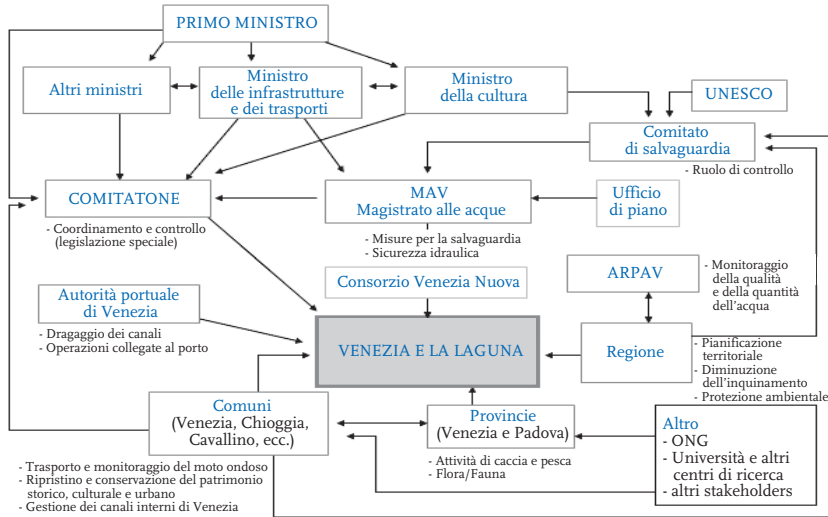 PRIMO MINISTRO
Altri ministri
Ministro
delle infrastrutture
e dei trasporti
Ministro
della cultura
UNESCO
Comitato
di salvaguardia
- Ruolo di controllo
COMITATONE
- Coordinamento e controllo
(legislazione speciale)
MAV
Magistrato alle acque
- Misure per la salvaguardia
- Sicurezza idraulica
Ufficio
di piano
Consorzio Venezia Nuova
ARPAV
- Monitoraggio
della qualità
e della quantità
dell'acqua
Autorità portuale
di Venezia
- Dragaggio dei canali
- Operazioni collegate al porto
VENEZIA E LA LAGUNA
Regione
- Pianificazione
territoriale
- Diminuzione
dell'inquinamento
- Protezione ambientale
Comuni
(Venezia, Chioggia,
Cavallino, ecc.)
- Trasporto e monitoraggio del moto ondoso
- Ripristino e conservazione del patrimonio
storico, culturale e urbano
- Gestione dei canali interni di Venezia
Provincie
(Venezia e Padova)
- Attività di caccia e pesca
- Flora/Fauna
Altro
- ONG
- Università e altri
centri di ricerca
- altri stakeholders